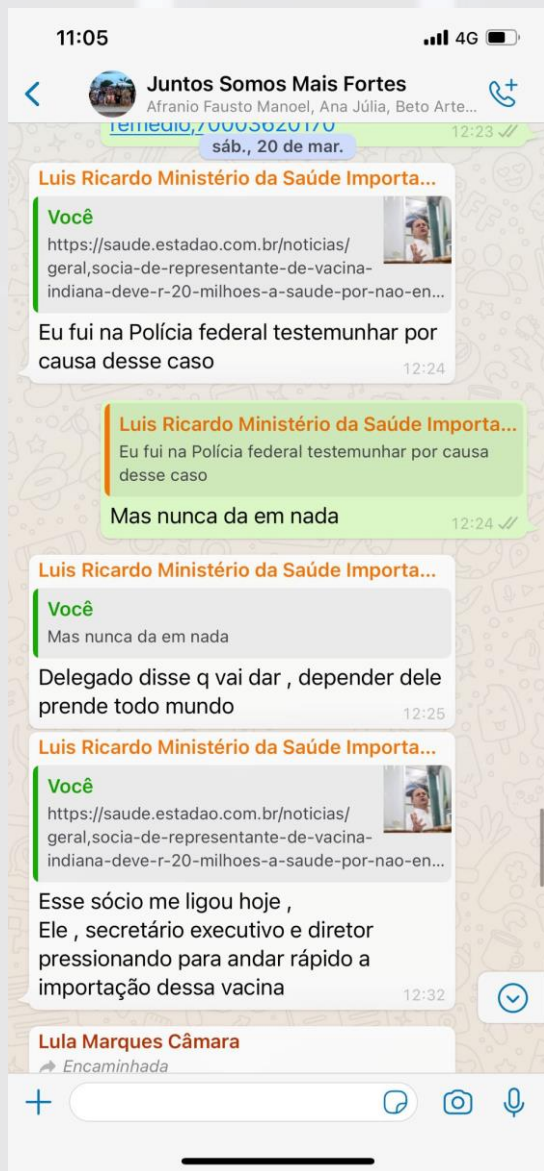 11:05
4G
Juntos Somos Mais Fortes
Afranio Fausto Manoel, Ana Júlia, Beto Arte...
remedio,70003620170
12:23
sáb., 20 de mar.
Luis Ricardo Ministério da Saúde Importa...
Você
https://saude.estadao.com.br/noticias/
geral,socia-de-representante-de-vacina-
indiana-deve-r-20-milhoes-a-saude-por-nao-en...
Eu fui na Polícia federal testemunhar por
causa desse caso
12:24
Luis Ricardo Ministério da Saúde Importa...
Eu fui na Polícia federal testemunhar por causa
desse caso
Mas nunca da em nada
12:24
Luis Ricardo Ministério da Saúde Importa...
Você
Mas nunca da em nada
Delegado disse q vai dar , depender dele
prende todo mundo
12:25
Luis Ricardo Ministério da Saúde Importa...
Você
https://saude.estadao.com.br/noticias/
geral,socia-de-representante-de-vacina-
indiana-deve-r-20-milhoes-a-saude-por-nao-en...
Esse sócio me ligou hoje ,
Ele , secretário executivo e diretor
pressionando para andar rápido a
importação dessa vacina
12:32
Lula Marques Câmara
Encaminhada